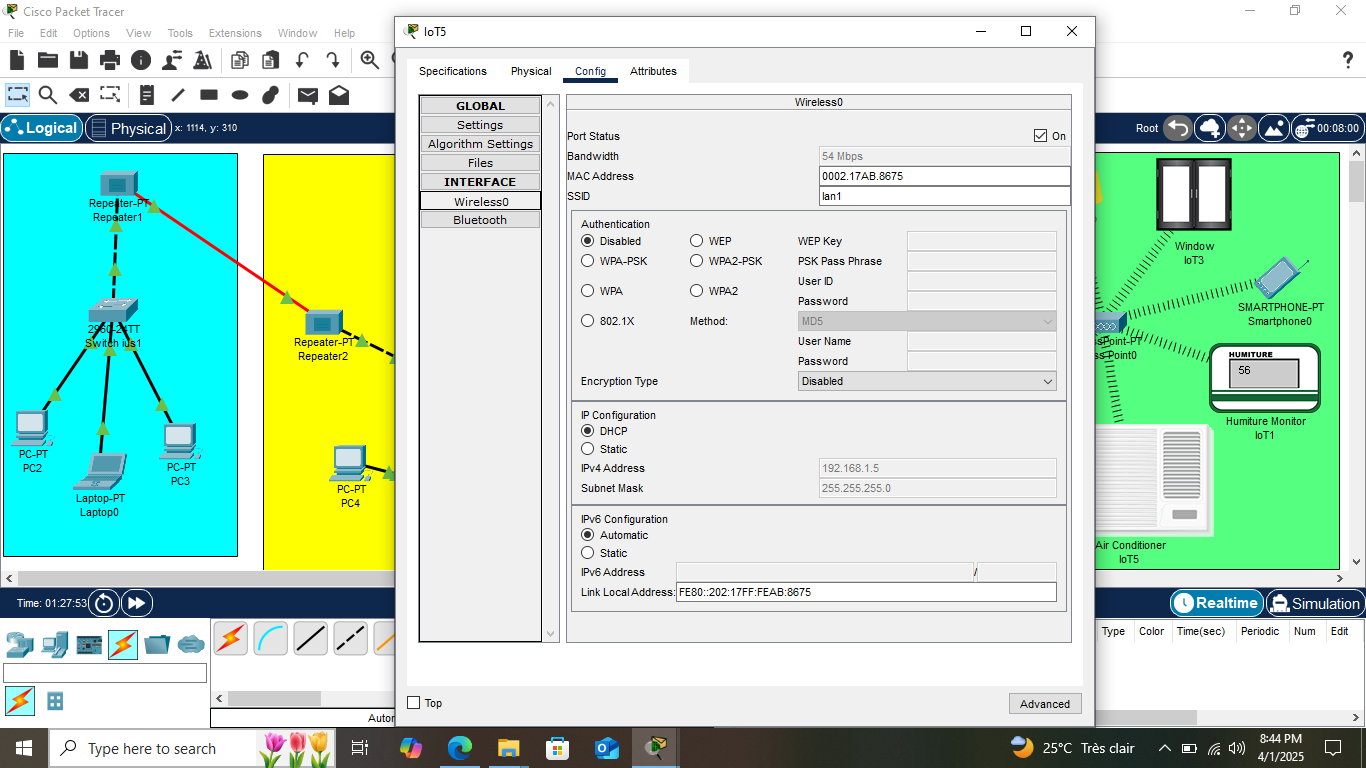 Cisco Packet Tracer
File Edit Options View Tools Extensions Window Help
Logical
Physical
x: 1114, y: 310
Root
00:08:00
Repeater-PT
Repeater1
2960-24TT
Switch ius1
PC-PT
PC2
Laptop-PT
Laptop0
PC-PT
PC3
Repeater-PT
Repeater2
PC-PT
PC4
IoT5
Specifications Physical Config Attributes
GLOBAL
Settings
Algorithm Settings
Files
INTERFACE
Wireless0
Bluetooth
Wireless0
Port Status On
Bandwidth 54 Mbps
MAC Address 0002.17AB.8675
SSID lan1
Authentication
Disabled WEP WEP Key
WPA-PSK WPA2-PSK PSK Pass Phrase
User ID
WPA WPA2
Password
802.1X Method: MD5
User Name
Password
Encryption Type Disabled
IP Configuration
DHCP
Static
IPv4 Address 192.168.1.5
Subnet Mask 255.255.255.0
IPv6 Configuration
Automatic
Static
IPv6 Address /
Link Local Address: FE80::202:17FF:FEAB:8675
Top
Advanced
Window
IoT3
SMARTPHONE-PT
Smartphone0
ssPoint-PT
ss Point0
HUMITURE
56
Humiture Monitor
IoT1
Air Conditioner
IoT5
Time: 01:27:53
Realtime
Simulation
Type Color Time(sec) Periodic Num Edit
Autor
Type here to search
25°C Très clair
8:44 PM
4/1/2025